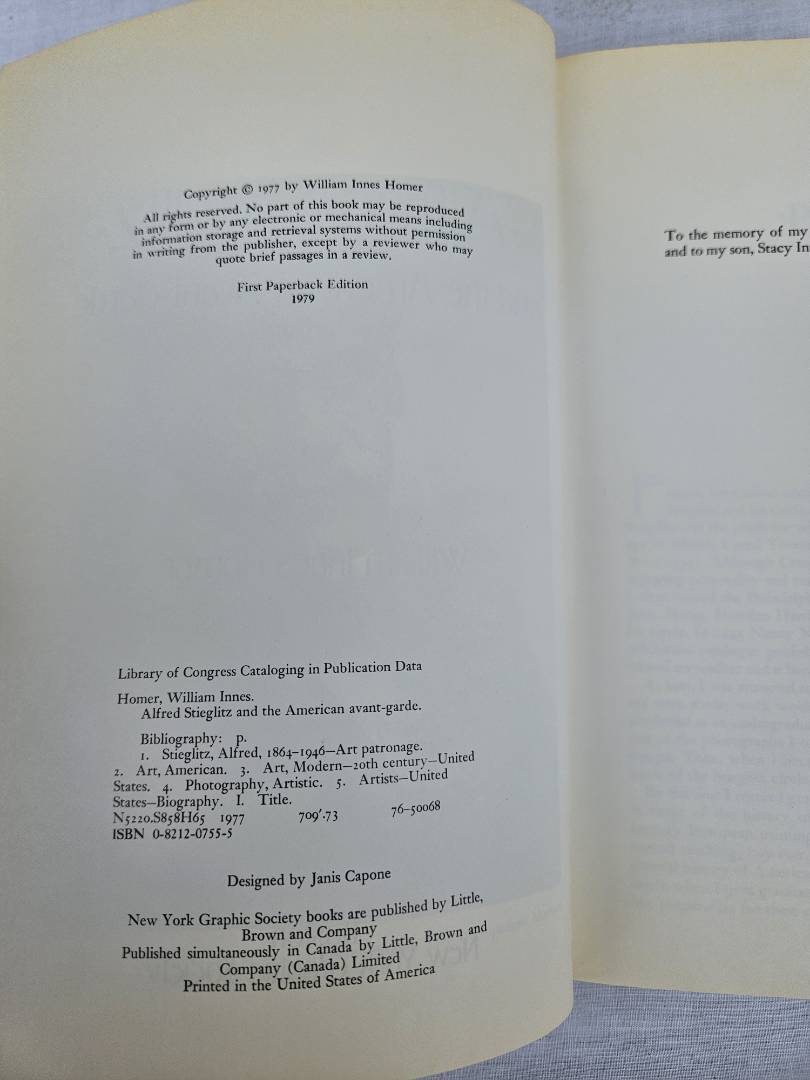 Copyright © 1977 by William Innes Homer
All rights reserved. No part of this book may be reproduced
in any form or by any electronic or mechanical means including
information storage and retrieval systems without permission
in writing from the publisher, except by a reviewer who may
quote brief passages in a review.
First Paperback Edition
1979
Library of Congress Cataloging in Publication Data
Homer, William Innes.
Alfred Stieglitz and the American avant-garde.
Bibliography: p.
1. Stieglitz, Alfred, 1864–1946—Art patronage.
2. Art, American. 3. Art, Modern—20th century—United
States. 4. Photography, Artistic. 5. Artists—United
States—Biography. I. Title.
N5220.S858H65 1977 709'.73 76-50068
ISBN 0-8212-0755-5
Designed by Janis Capone
New York Graphic Society books are published by Little,
Brown and Company
Published simultaneously in Canada by Little, Brown and
Company (Canada) Limited
Printed in the United States of America
To the memory of my
and to my son, Stacy In